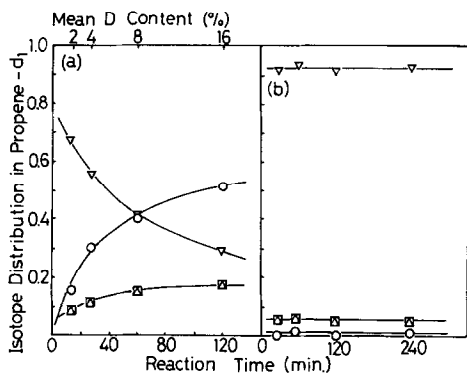 Mean D Content (%)
2 4 8 16
1.0
(a)
(b)
0.8
0.6
0.4
0.2
Isotope Distribution in Propene-d₁
0 40 80 120
0 120 240
Reaction Time (min.)